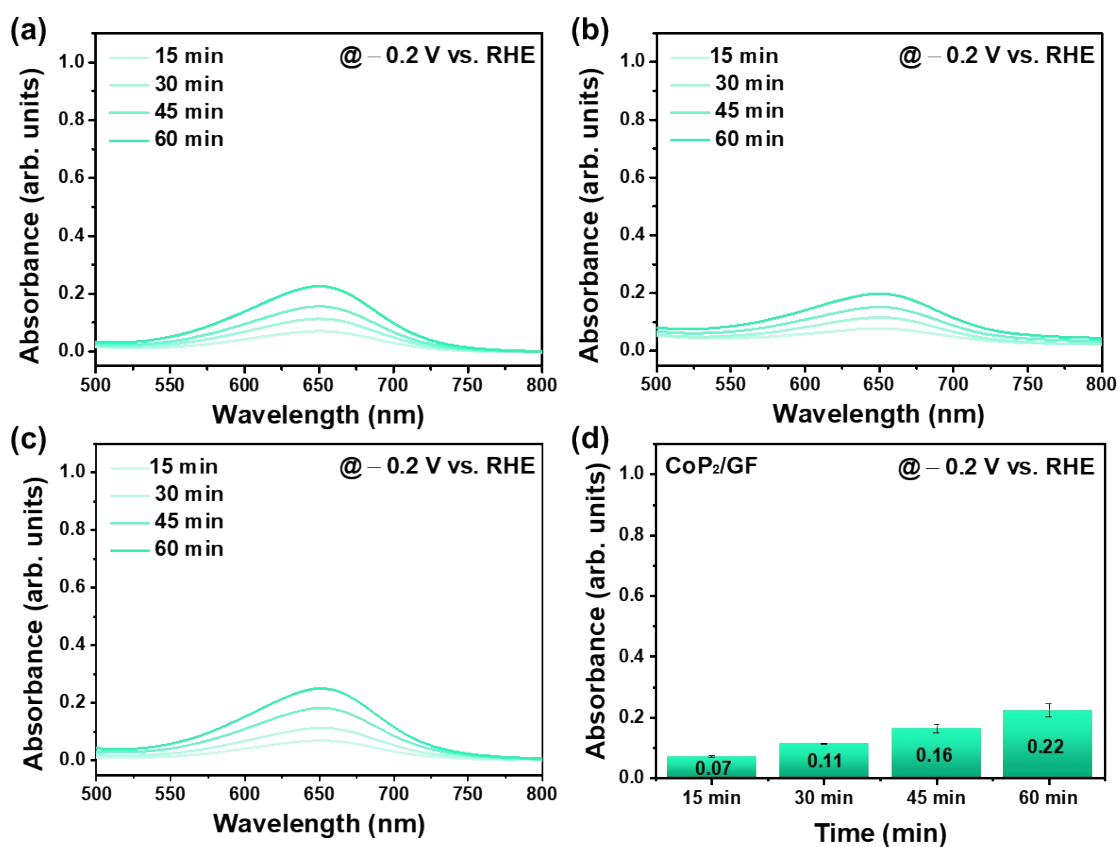 (a)
@ – 0.2 V vs. RHE
15 min
30 min
45 min
60 min
Absorbance (arb. units)
1.0
0.8
0.6
0.4
0.2
0.0
500 550 600 650 700 750 800
Wavelength (nm)
(b)
@ – 0.2 V vs. RHE
15 min
30 min
45 min
60 min
Absorbance (arb. units)
1.0
0.8
0.6
0.4
0.2
0.0
500 550 600 650 700 750 800
Wavelength (nm)
(c)
@ – 0.2 V vs. RHE
15 min
30 min
45 min
60 min
Absorbance (arb. units)
1.0
0.8
0.6
0.4
0.2
0.0
500 550 600 650 700 750 800
Wavelength (nm)
(d)
CoP₂/GF @ – 0.2 V vs. RHE
Absorbance (arb. units)
1.0
0.8
0.6
0.4
0.2
0.0
0.07 0.11 0.16 0.22
15 min 30 min 45 min 60 min
Time (min)